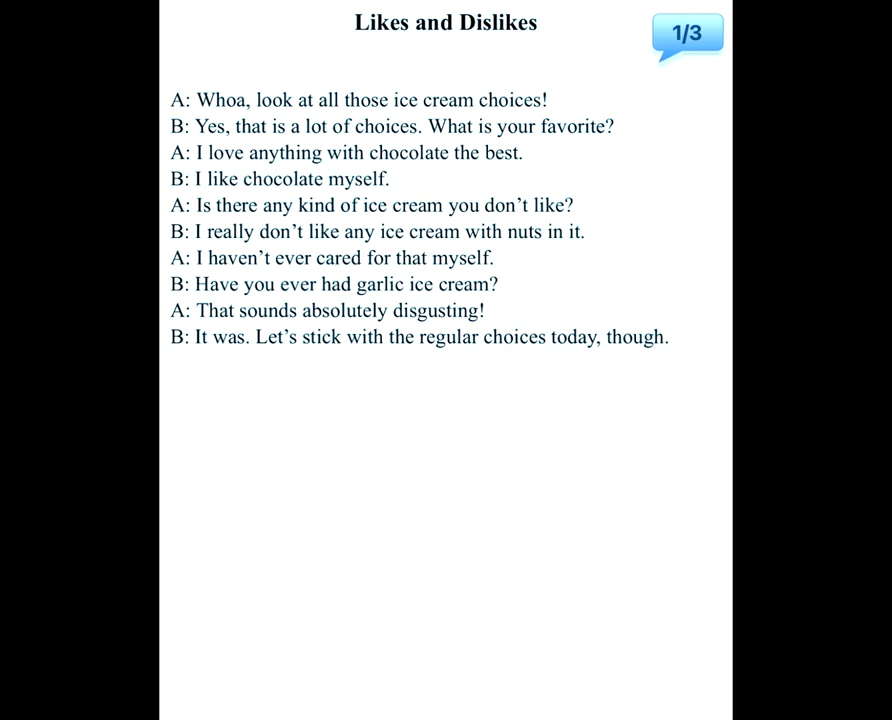 Likes and Dislikes
1/3
A: Whoa, look at all those ice cream choices!
B: Yes, that is a lot of choices. What is your favorite?
A: I love anything with chocolate the best.
B: I like chocolate myself.
A: Is there any kind of ice cream you don’t like?
B: I really don’t like any ice cream with nuts in it.
A: I haven’t ever cared for that myself.
B: Have you ever had garlic ice cream?
A: That sounds absolutely disgusting!
B: It was. Let’s stick with the regular choices today, though.